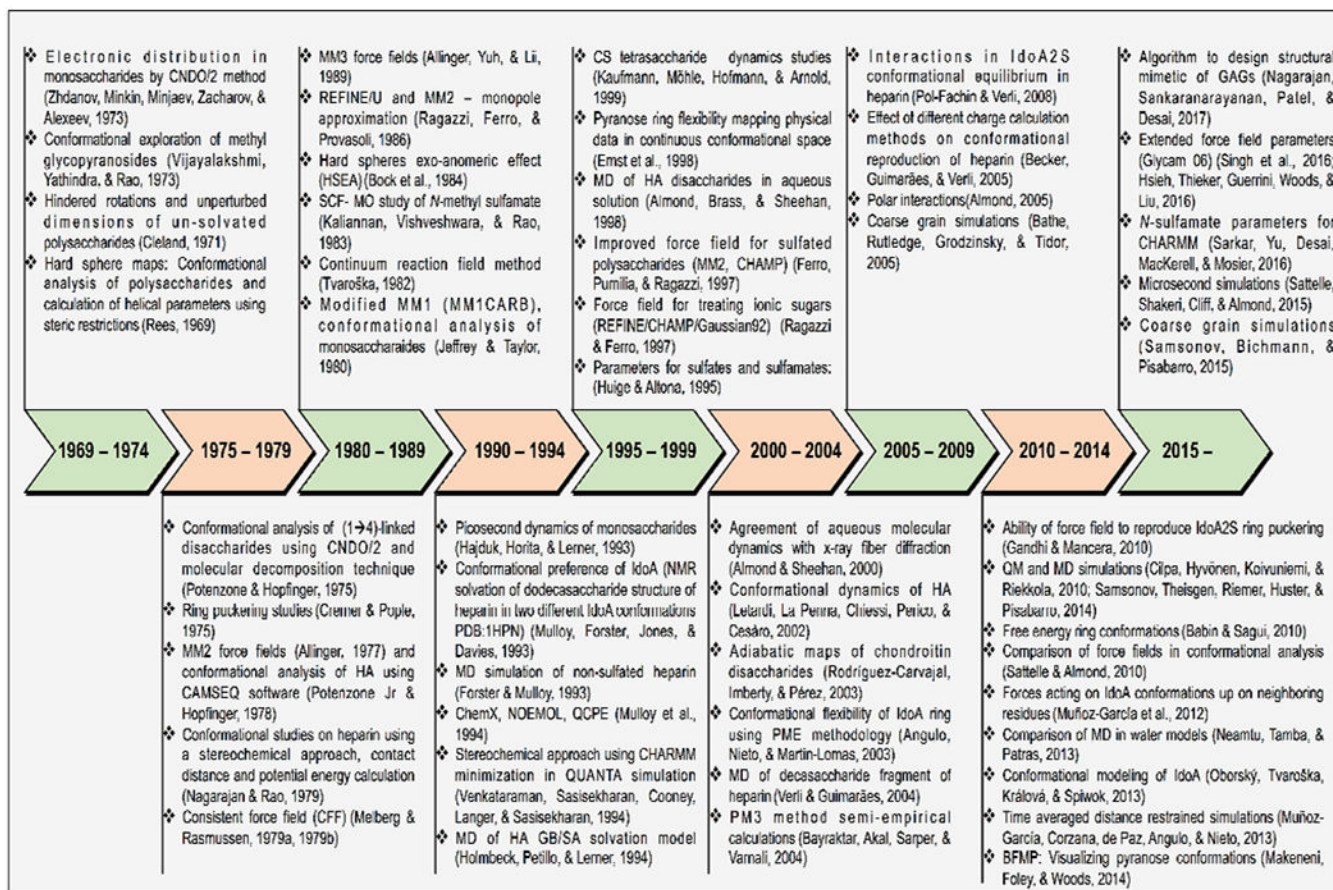 ❖ Electronic distribution in
monosaccharides by CNDO/2 method
(Zhdanov, Minkin, Minjaev, Zacharov, &
Alexeev, 1973)
❖ Conformational exploration of methyl
glycopyranosides (Vijayalakshmi,
Yathindra, & Rao, 1973)
❖ Hindered rotations and unperturbed
dimensions of un-solvated
polysaccharides (Cleland, 1971)
❖ Hard sphere maps: Conformational
analysis of polysaccharides and
calculation of helical parameters using
steric restrictions (Rees, 1969)
❖ MM3 force fields (Allinger, Yuh, & Lii,
1989)
❖ REFINE/U and MM2 – monopole
approximation (Ragazzi, Ferro, &
Provasoli, 1986)
❖ Hard spheres exo-anomeric effect
(HSEA) (Bock et al., 1984)
❖ SCF- MO study of N-methyl sulfamate
(Kaliannan, Vishveshwara, & Rao,
1983)
❖ Continuum reaction field method
(Tvaroška, 1982)
❖ Modified MM1 (MM1CARB),
conformational analysis of
monosaccharaides (Jeffrey & Taylor,
1980)
❖ CS tetrasaccharide dynamics studies
(Kaufmann, Möhle, Hofmann, & Arnold,
1999)
❖ Pyranose ring flexibility mapping physical
data in continuous conformational space
(Ernst et al., 1998)
❖ MD of HA disaccharides in aqueous
solution (Almond, Brass, & Sheehan,
1998)
❖ Improved force field for sulfated
polysaccharides (MM2, CHAMP) (Ferro,
Pumilia, & Ragazzi, 1997)
❖ Force field for treating ionic sugars
(REFINE/CHAMP/Gaussian92) (Ragazzi
& Ferro, 1997)
❖ Parameters for sulfates and sulfamates:
(Huige & Altona, 1995)
❖ Interactions in IdoA2S
conformational equilibrium in
heparin (Pol-Fachin & Verli, 2008)
❖ Effect of different charge calculation
methods on conformational
reproduction of heparin (Becker,
Guimarães, & Verli, 2005)
❖ Polar interactions(Almond, 2005)
❖ Coarse grain simulations (Bathe,
Rutledge, Grodzinsky, & Tidor,
2005)
❖ Algorithm to design structural
mimetic of GAGs (Nagarajan,
Sankaranarayanan, Patel, &
Desai, 2017)
❖ Extended force field parameters
(Glycam 06) (Singh et al., 2016;
Hsieh, Thieker, Guerrini, Woods, &
Liu, 2016)
❖ N-sulfamate parameters for
CHARMM (Sarkar, Yu, Desai,
MacKerell, & Mosier, 2016)
❖ Microsecond simulations (Sattelle,
Shakeri, Cliff, & Almond, 2015)
❖ Coarse grain simulations
(Samsonov, Bichmann, &
Pisabarro, 2015)
1969 – 1974
1975 – 1979
1980 – 1989
1990 – 1994
1995 – 1999
2000 – 2004
2005 – 2009
2010 – 2014
2015 –
❖ Conformational analysis of (1→4)-linked
disaccharides using CNDO/2 and
molecular decomposition technique
(Potenzone & Hopfinger, 1975)
❖ Ring puckering studies (Cremer & Pople,
1975)
❖ MM2 force fields (Allinger, 1977) and
conformational analysis of HA using
CAMSEQ software (Potenzone Jr &
Hopfinger, 1978)
❖ Conformational studies on heparin using
a stereochemical approach, contact
distance and potential energy calculation
(Nagarajan & Rao, 1979)
❖ Consistent force field (CFF) (Melberg &
Rasmussen, 1979a, 1979b)
❖ Picosecond dynamics of monosaccharides
(Hajduk, Horita, & Lerner, 1993)
❖ Conformational preference of IdoA (NMR
solvation of dodecasaccharide structure of
heparin in two different IdoA conformations
PDB:1HPN) (Mulloy, Forster, Jones, &
Davies, 1993)
❖ MD simulation of non-sulfated heparin
(Forster & Mulloy, 1993)
❖ ChemX, NOEMOL, QCPE (Mulloy et al.,
1994)
❖ Stereochemical approach using CHARMM
minimization in QUANTA simulation
(Venkataraman, Sasisekharan, Cooney,
Langer, & Sasisekharan, 1994)
❖ MD of HA GB/SA solvation model
(Holmbeck, Petillo, & Lerner, 1994)
❖ Agreement of aqueous molecular
dynamics with x-ray fiber diffraction
(Almond & Sheehan, 2000)
❖ Conformational dynamics of HA
(Letardi, La Penna, Chiessi, Perico, &
Cesàro, 2002)
❖ Adiabatic maps of chondroitin
disaccharides (Rodríguez-Carvajal,
Imberty, & Pérez, 2003)
❖ Conformational flexibility of IdoA ring
using PME methodology (Angulo,
Nieto, & Martin-Lomas, 2003)
❖ MD of decasaccharide fragment of
heparin (Verli & Guimarães, 2004)
❖ PM3 method semi-empirical
calculations (Bayraktar, Akal, Sarper, &
Varnali, 2004)
❖ Ability of force field to reproduce IdoA2S ring puckering
(Gandhi & Mancera, 2010)
❖ QM and MD simulations (Cilpa, Hyvönen, Koivuniemi, &
Riekkola, 2010; Samsonov, Theisgen, Riemer, Huster, &
Pisabarro, 2014)
❖ Free energy ring conformations (Babin & Sagui, 2010)
❖ Comparison of force fields in conformational analysis
(Sattelle & Almond, 2010)
❖ Forces acting on IdoA conformations up on neighboring
residues (Muñoz-García et al., 2012)
❖ Comparison of MD in water models (Neamtu, Tamba, &
Patras, 2013)
❖ Conformational modeling of IdoA (Oborský, Tvaroška,
Králová, & Spiwok, 2013)
❖ Time averaged distance restrained simulations (Muñoz-
García, Corzana, de Paz, Angulo, & Nieto, 2013)
❖ BFMP: Visualizing pyranose conformations (Makeneni,
Foley, & Woods, 2014)